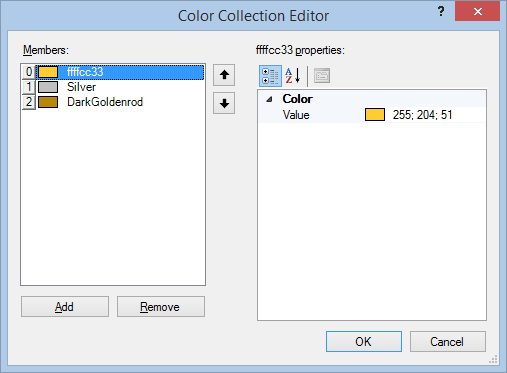 Color Collection Editor
?
Members:
0 ffffcc33
1 Silver
2 DarkGoldenrod
Add
Remove
ffffcc33 properties:
A
Z
Color
Value 255; 204; 51
OK
Cancel